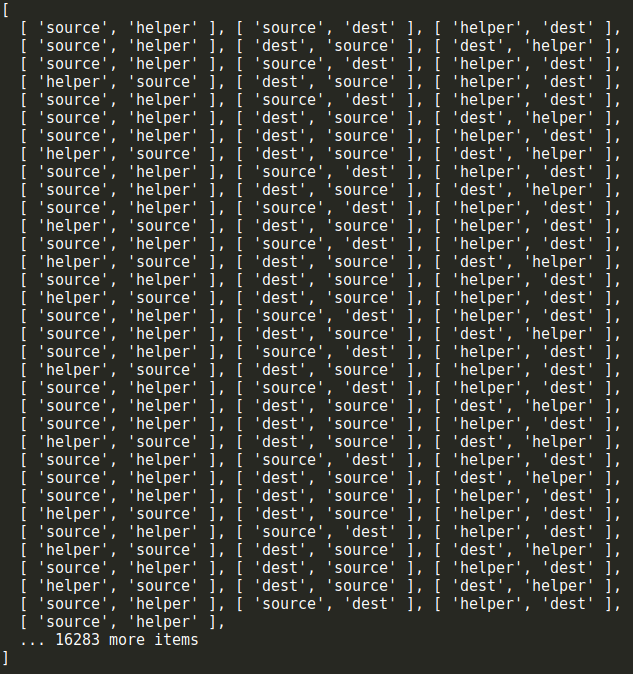 [
[ 'source', 'helper' ], [ 'source', 'dest' ], [ 'helper', 'dest' ],
[ 'source', 'helper' ], [ 'dest', 'source' ], [ 'dest', 'helper' ],
[ 'source', 'helper' ], [ 'source', 'dest' ], [ 'helper', 'dest' ],
[ 'helper', 'source' ], [ 'dest', 'source' ], [ 'helper', 'dest' ],
[ 'source', 'helper' ], [ 'source', 'dest' ], [ 'helper', 'dest' ],
[ 'source', 'helper' ], [ 'dest', 'source' ], [ 'dest', 'helper' ],
[ 'source', 'helper' ], [ 'dest', 'source' ], [ 'helper', 'dest' ],
[ 'helper', 'source' ], [ 'dest', 'source' ], [ 'dest', 'helper' ],
[ 'source', 'helper' ], [ 'source', 'dest' ], [ 'helper', 'dest' ],
[ 'source', 'helper' ], [ 'dest', 'source' ], [ 'dest', 'helper' ],
[ 'source', 'helper' ], [ 'source', 'dest' ], [ 'helper', 'dest' ],
[ 'helper', 'source' ], [ 'dest', 'source' ], [ 'helper', 'dest' ],
[ 'source', 'helper' ], [ 'source', 'dest' ], [ 'helper', 'dest' ],
[ 'helper', 'source' ], [ 'dest', 'source' ], [ 'dest', 'helper' ],
[ 'source', 'helper' ], [ 'dest', 'source' ], [ 'helper', 'dest' ],
[ 'helper', 'source' ], [ 'dest', 'source' ], [ 'helper', 'dest' ],
[ 'source', 'helper' ], [ 'source', 'dest' ], [ 'helper', 'dest' ],
[ 'source', 'helper' ], [ 'dest', 'source' ], [ 'dest', 'helper' ],
[ 'source', 'helper' ], [ 'source', 'dest' ], [ 'helper', 'dest' ],
[ 'helper', 'source' ], [ 'dest', 'source' ], [ 'helper', 'dest' ],
[ 'source', 'helper' ], [ 'source', 'dest' ], [ 'helper', 'dest' ],
[ 'source', 'helper' ], [ 'dest', 'source' ], [ 'dest', 'helper' ],
[ 'source', 'helper' ], [ 'dest', 'source' ], [ 'helper', 'dest' ],
[ 'helper', 'source' ], [ 'dest', 'source' ], [ 'dest', 'helper' ],
[ 'source', 'helper' ], [ 'source', 'dest' ], [ 'helper', 'dest' ],
[ 'source', 'helper' ], [ 'dest', 'source' ], [ 'dest', 'helper' ],
[ 'source', 'helper' ], [ 'dest', 'source' ], [ 'helper', 'dest' ],
[ 'helper', 'source' ], [ 'dest', 'source' ], [ 'helper', 'dest' ],
[ 'source', 'helper' ], [ 'source', 'dest' ], [ 'helper', 'dest' ],
[ 'helper', 'source' ], [ 'dest', 'source' ], [ 'dest', 'helper' ],
[ 'source', 'helper' ], [ 'dest', 'source' ], [ 'helper', 'dest' ],
[ 'helper', 'source' ], [ 'dest', 'source' ], [ 'dest', 'helper' ],
[ 'source', 'helper' ], [ 'source', 'dest' ], [ 'helper', 'dest' ],
[ 'source', 'helper' ],
... 16283 more items
]